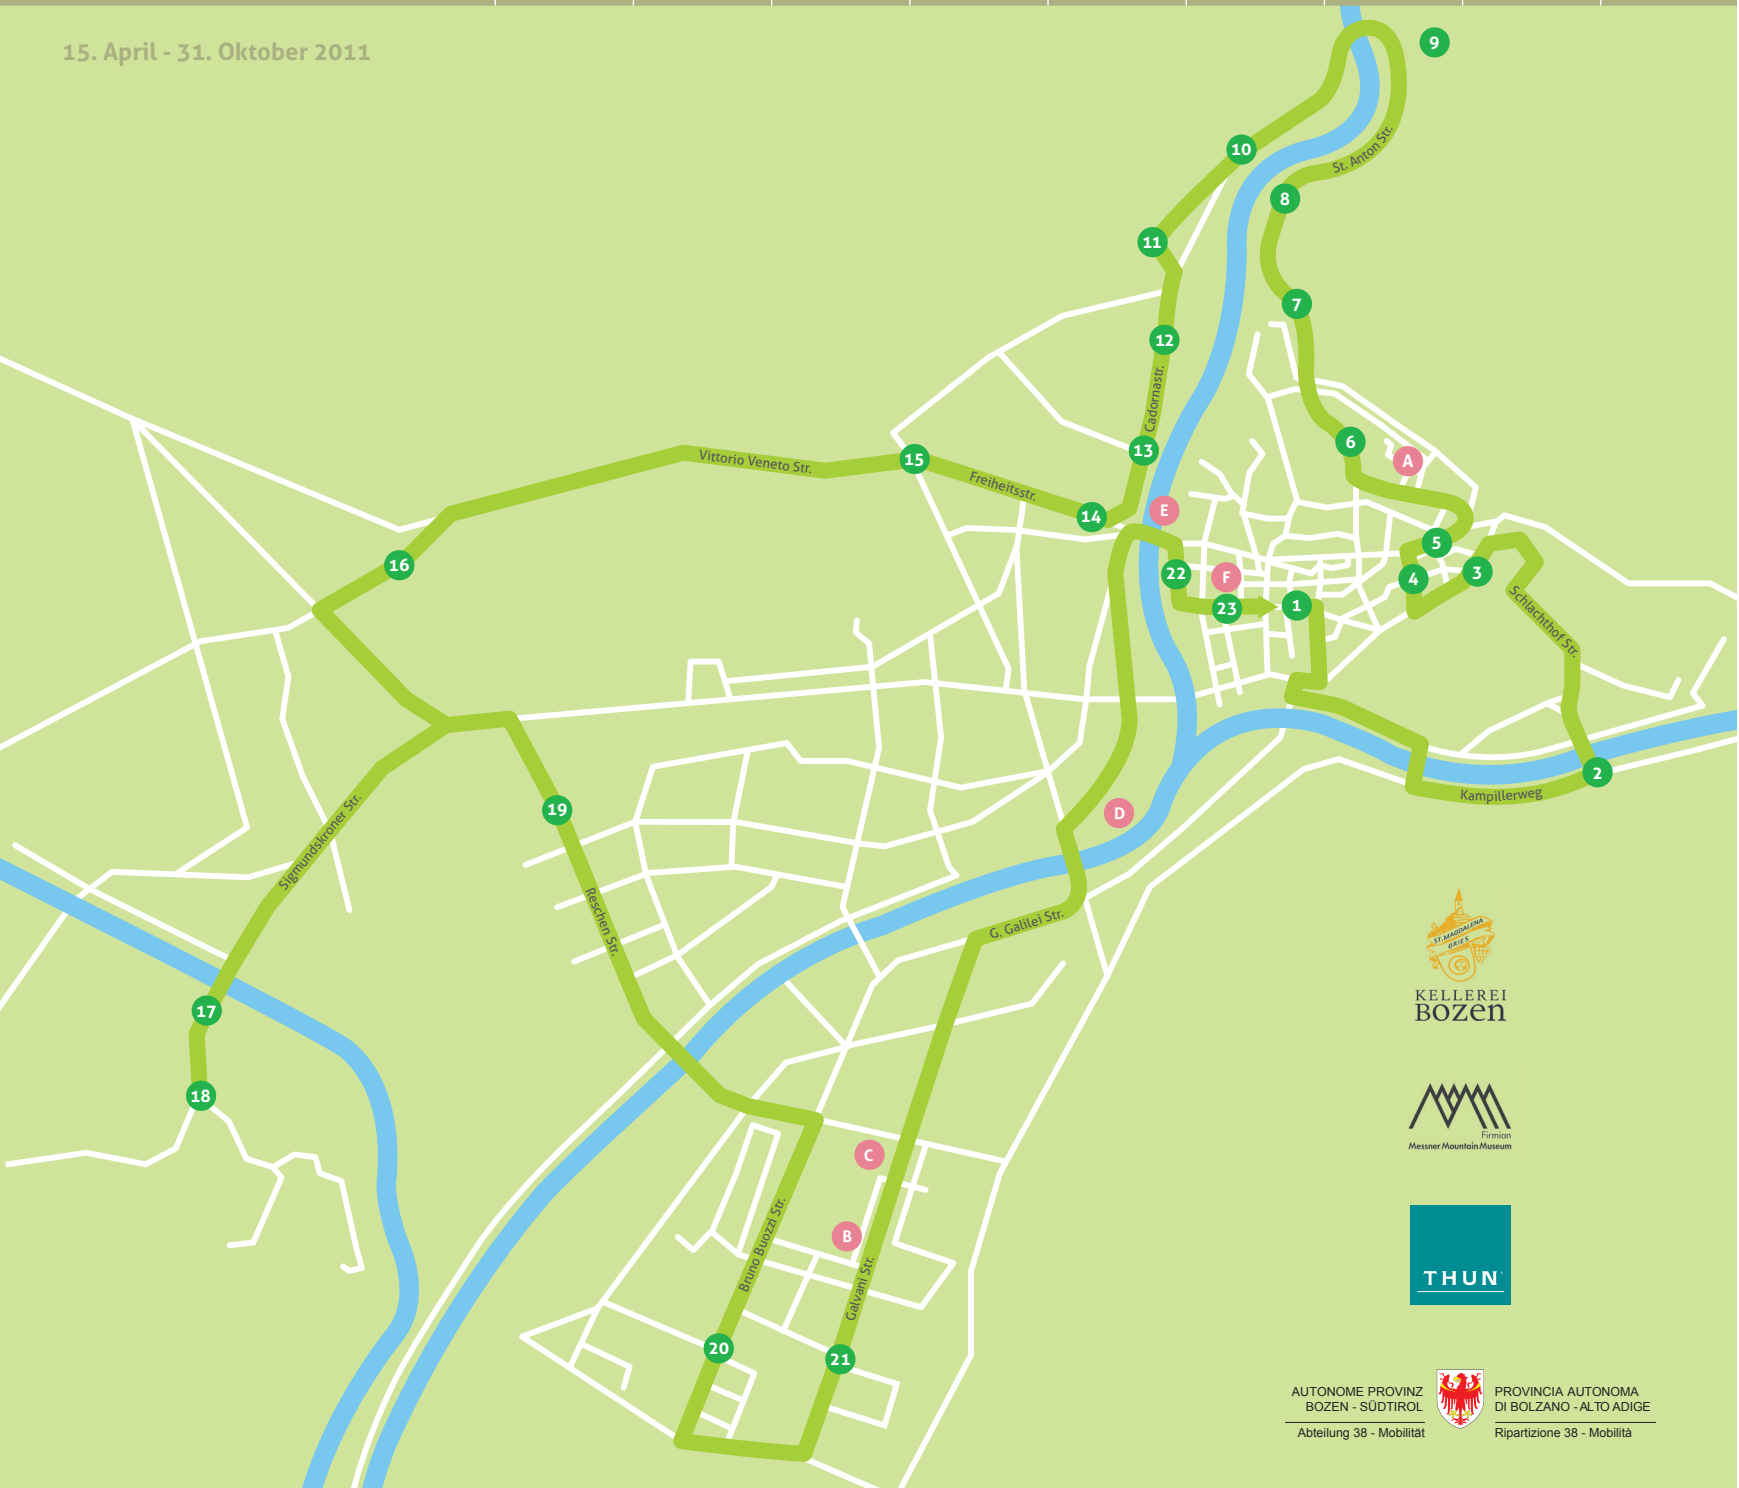 15. April - 31. Oktober 2011
9
10
St. Anton Str.
8
11
7
12
Cadornastr.
6
13
A
15
Vittorio Veneto Str.
Freiheitsstr.
14
E
5
16
22
F
4
3
23
1
Schlachthof Str.
2
Kampillerweg
19
D
Sigmundskroner Str.
Reschen Str.
G. Galilei Str.
17
18
C
B
Bruno Buozzi Str.
Galvani Str.
20
21
ST. MAGDALENA
GRIES
KELLEREI
BOZEN
Firmian
Messner Mountain Museum
THUN
AUTONOME PROVINZ
BOZEN - SÜDTIROL
Abteilung 38 - Mobilität
PROVINCIA AUTONOMA
DI BOLZANO - ALTO ADIGE
Ripartizione 38 - Mobilità